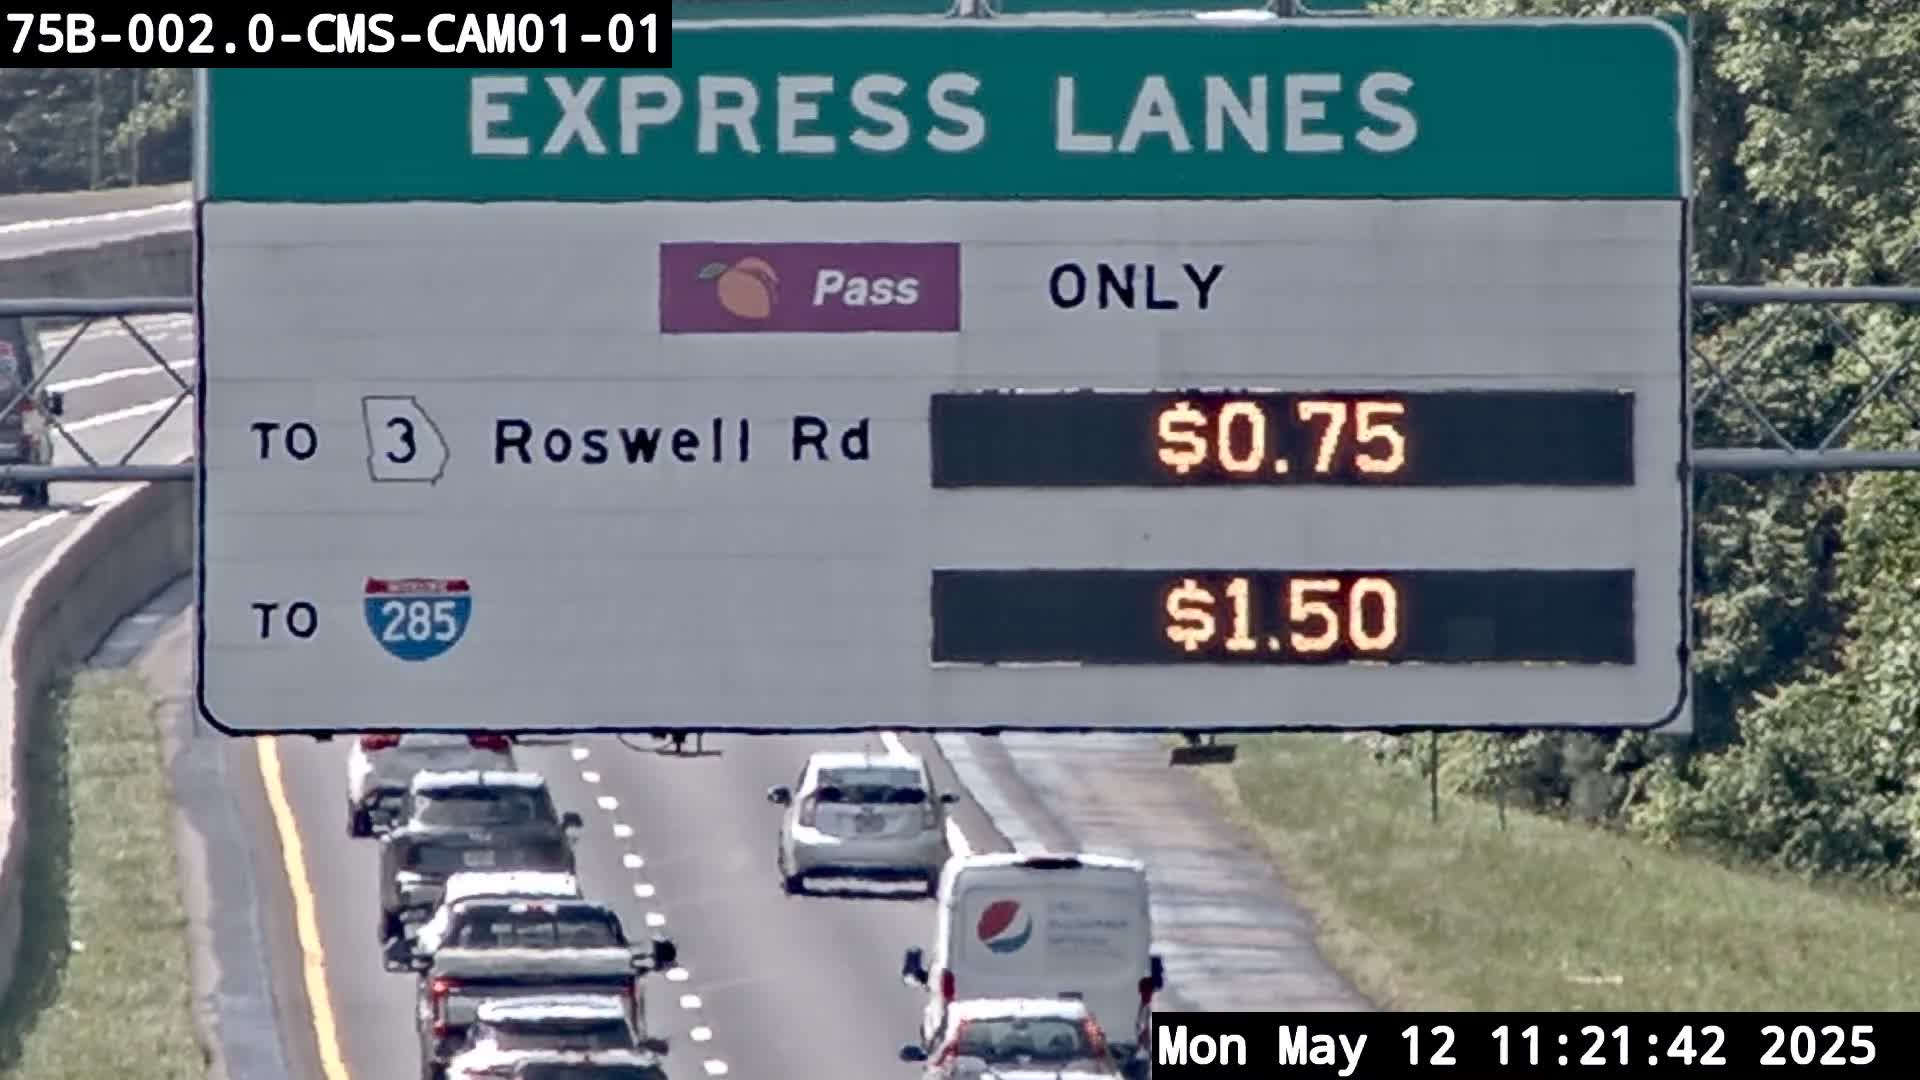 75B-002.0-CMS-CAM01-01
EXPRESS LANES
Pass ONLY
TO 3 Roswell Rd $0.75
TO 285 $1.50
Mon May 12 11:21:42 2025